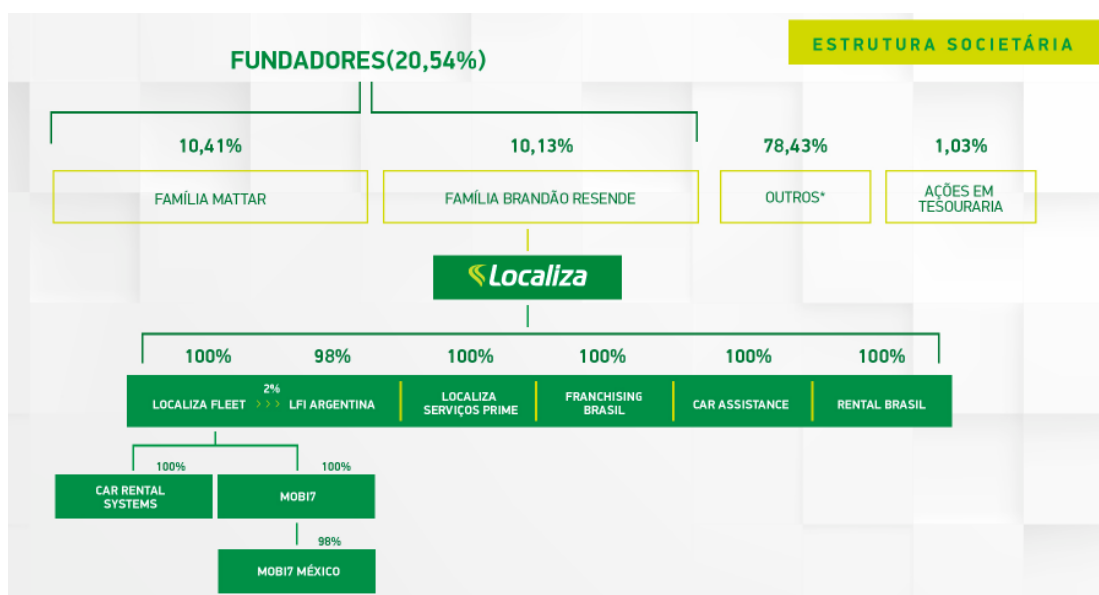 ESTRUTURA SOCIETÁRIA
FUNDADORES(20,54%)
10,41%
10,13%
78,43%
1,03%
FAMÍLIA MATTAR
FAMÍLIA BRANDÃO RESENDE
OUTROS*
AÇÕES EM
TESOURARIA
Localiza
100%
98%
100%
100%
100%
100%
LOCALIZA FLEET
2%
>>>
LFI ARGENTINA
LOCALIZA
SERVIÇOS PRIME
FRANCHISING
BRASIL
CAR ASSISTANCE
RENTAL BRASIL
100%
100%
CAR RENTAL
SYSTEMS
MOBI7
98%
MOBI7 MÉXICO